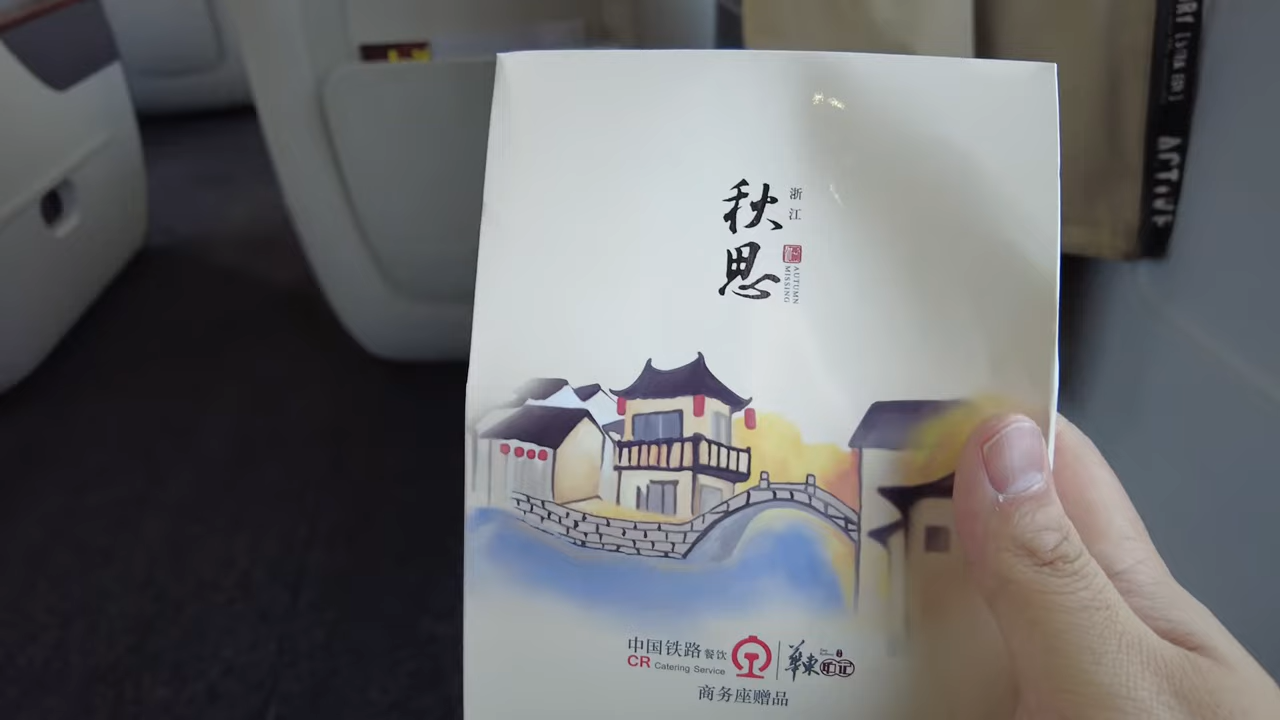 秋思
浙江
AUTUMN
MISSING
中国铁路餐饮
CR Catering Service
華東
商务座赠品
ACTIVE